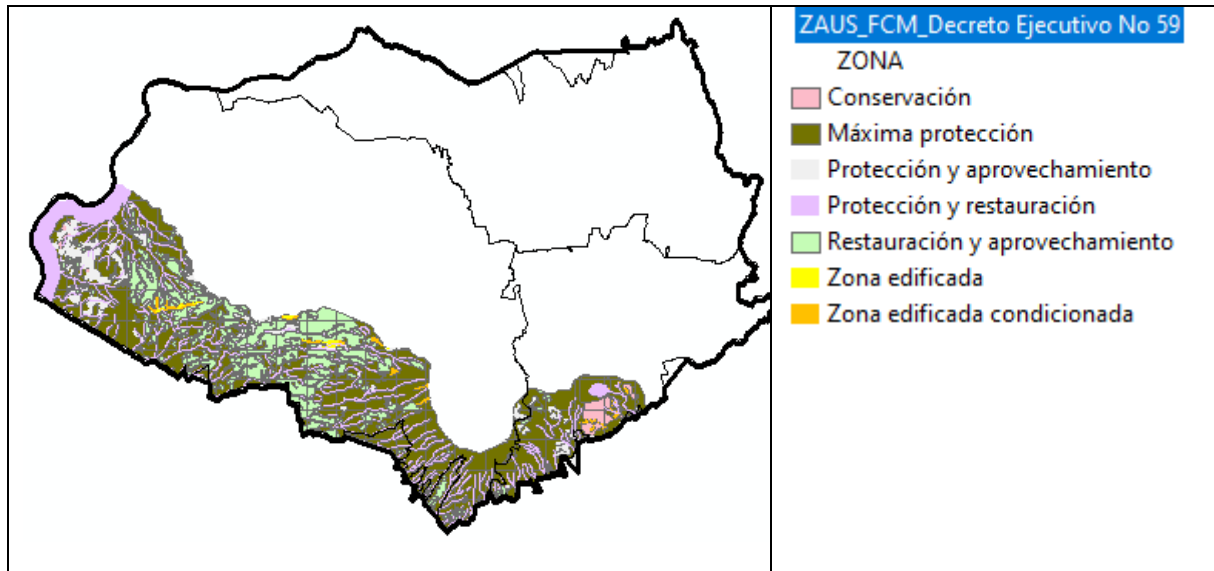 ZAUS_FCM_Decreto Ejecutivo No 59
ZONA
Conservación
Máxima protección
Protección y aprovechamiento
Protección y restauración
Restauración y aprovechamiento
Zona edificada
Zona edificada condicionada